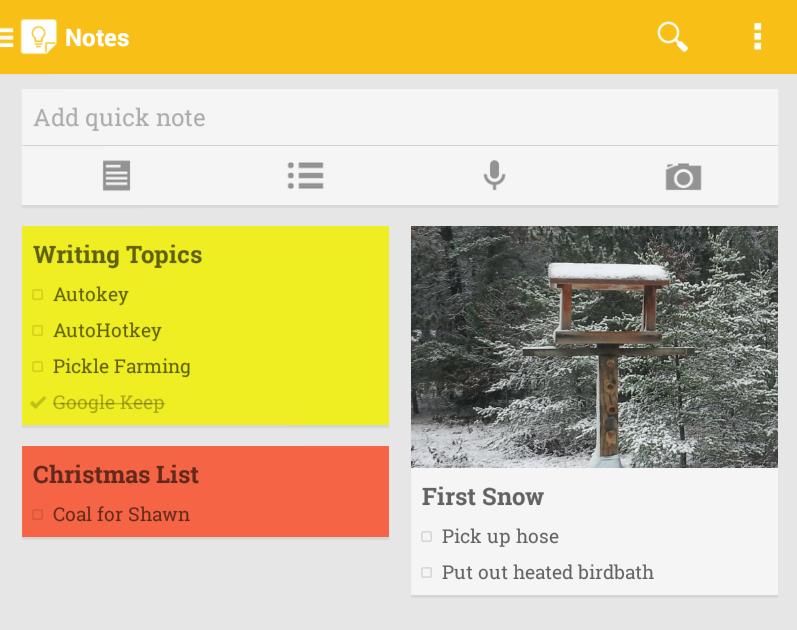 Notes
Add quick note
Writing Topics
Autokey
AutoHotkey
Pickle Farming
Google Keep
Christmas List
Coal for Shawn
First Snow
Pick up hose
Put out heated birdbath